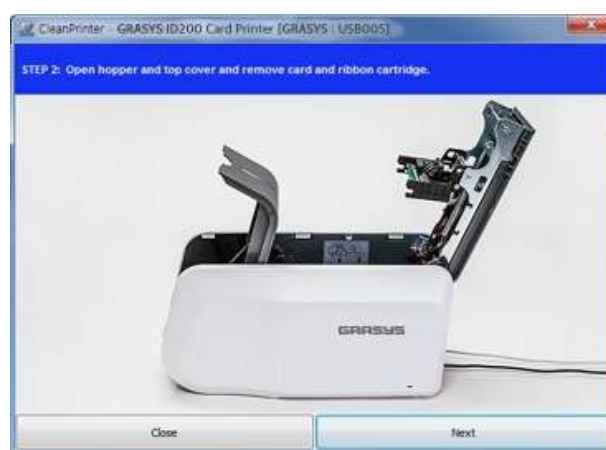 CleanPrinter - GRASYS ID200 Card Printer [GRASYS : USB005]
STEP 2: Open hopper and top cover and remove card and ribbon cartridge.
GRASYS
Close
Next